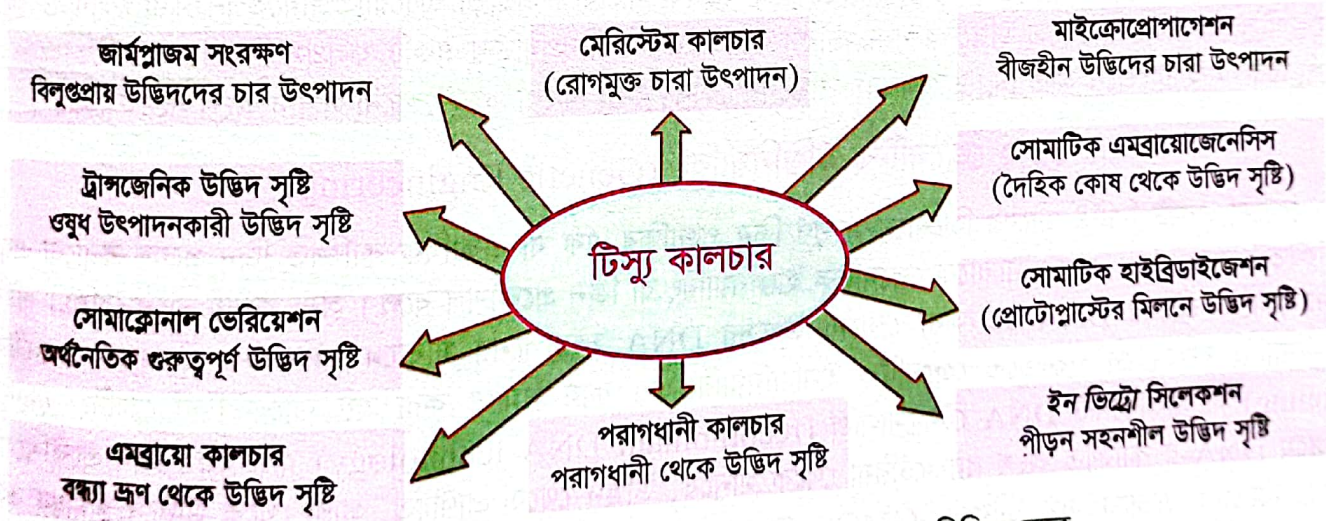 জার্মপ্লাজম সংরক্ষণ
বিলুপ্তপ্রায় উদ্ভিদদের চার উৎপাদন
মেরিস্টেম কালচার
(রোগমুক্ত চারা উৎপাদন)
মাইক্রোপ্রোপাগেশন
বীজহীন উদ্ভিদের চারা উৎপাদন
ট্রান্সজেনিক উদ্ভিদ সৃষ্টি
ওষুধ উৎপাদনকারী উদ্ভিদ সৃষ্টি
সোমাটিক এমব্রায়োজেনেসিস
(দৈহিক কোষ থেকে উদ্ভিদ সৃষ্টি)
টিস্যু কালচার
সোমাক্লোনাল ভেরিয়েশন
অর্থনৈতিক গুরুত্বপূর্ণ উদ্ভিদ সৃষ্টি
সোমাটিক হাইব্রিডাইজেশন
(প্রোটোপ্লাস্টের মিলনে উদ্ভিদ সৃষ্টি)
এমব্রায়ো কালচার
বন্ধ্যা ভ্রূণ থেকে উদ্ভিদ সৃষ্টি
পরাগধানী কালচার
পরাগধানী থেকে উদ্ভিদ সৃষ্টি
ইন ভিট্রো সিলেকশন
পীড়ন সহনশীল উদ্ভিদ সৃষ্টি